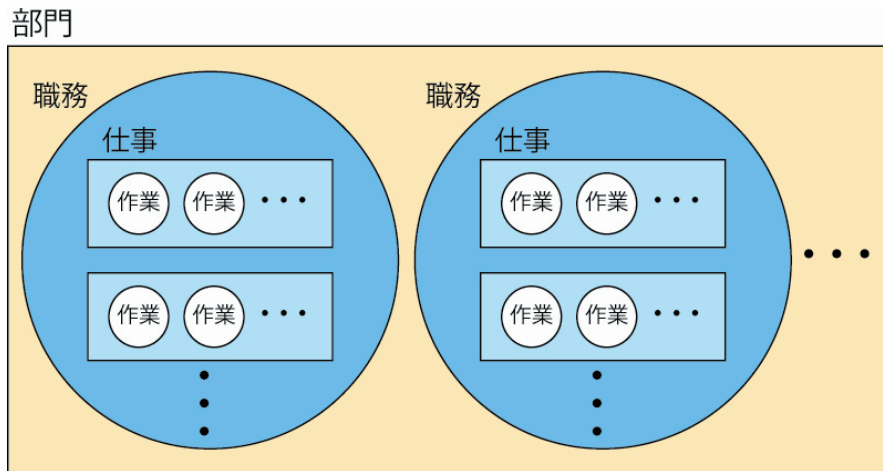 部門
職務
職務
仕事
仕事
作業 作業 ・・・
作業 作業 ・・・
作業 作業 ・・・
作業 作業 ・・・